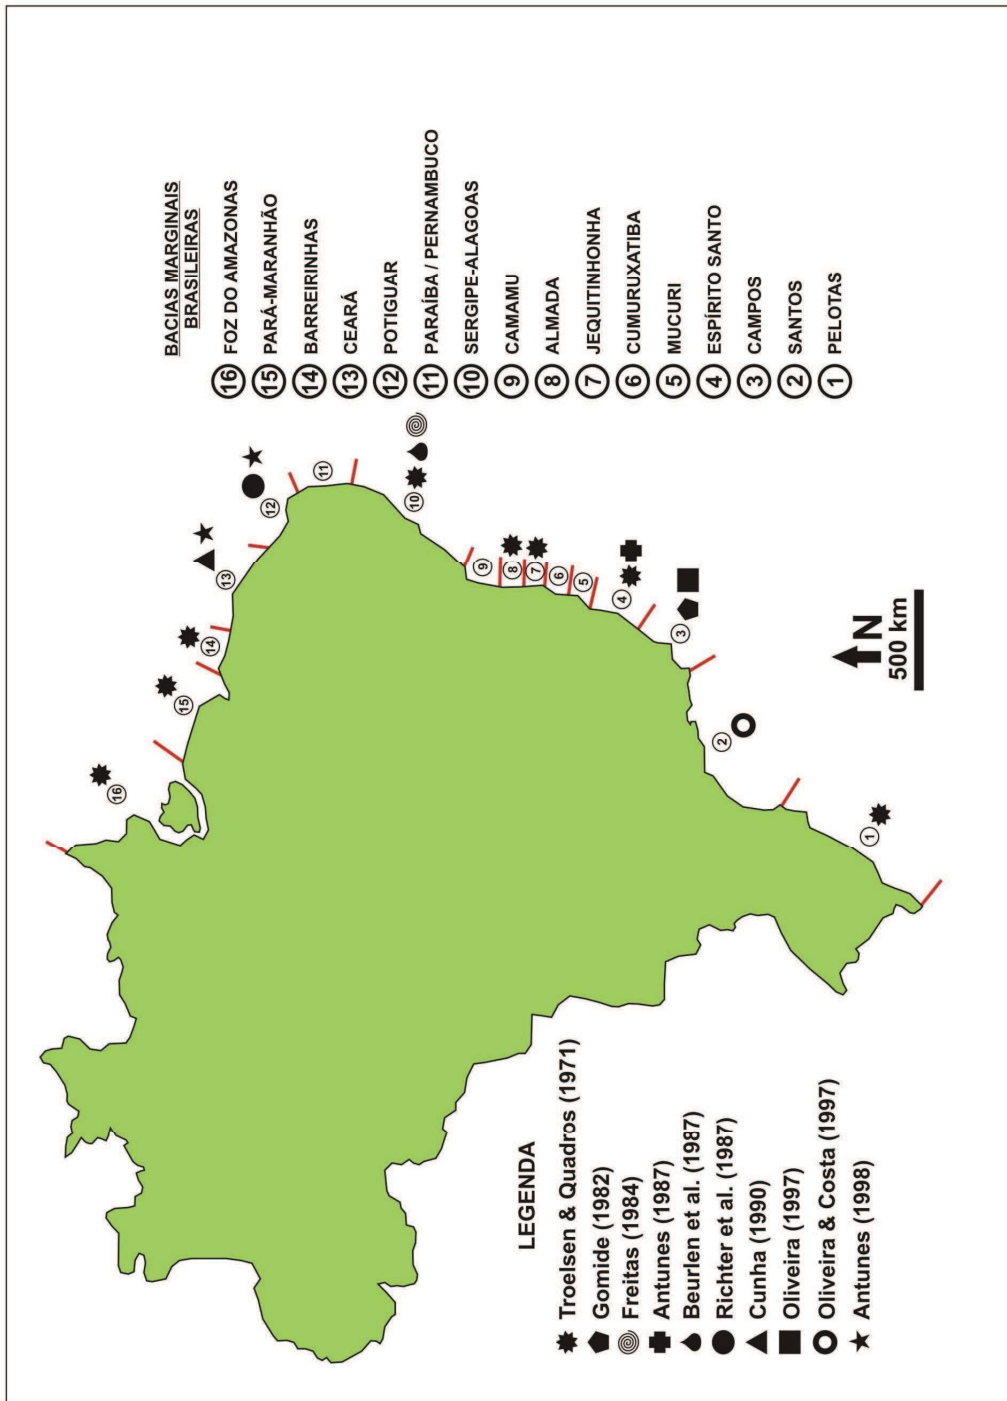 BACIAS MARGINAIS
BRASILEIRAS
16 FOZ DO AMAZONAS
15 PARÁ-MARANHÃO
14 BARREIRINHAS
13 CEARÁ
12 POTIGUAR
11 PARAÍBA / PERNAMBUCO
10 SERGIPE-ALAGOAS
9 CAMAMU
8 ALMADA
7 JEQUITINHONHA
6 CUMURUXATIBA
5 MUCURI
4 ESPÍRITO SANTO
3 CAMPOS
2 SANTOS
1 PELOTAS
16
15
14
13
12
11
10
9
8
7
6
5
4
3
2
1
N
500 km
LEGENDA
Troelsen & Quadros (1971)
Gomide (1982)
Freitas (1984)
Antunes (1987)
Beurlen et al. (1987)
Richter et al. (1987)
Cunha (1990)
Oliveira (1997)
Oliveira & Costa (1997)
Antunes (1998)